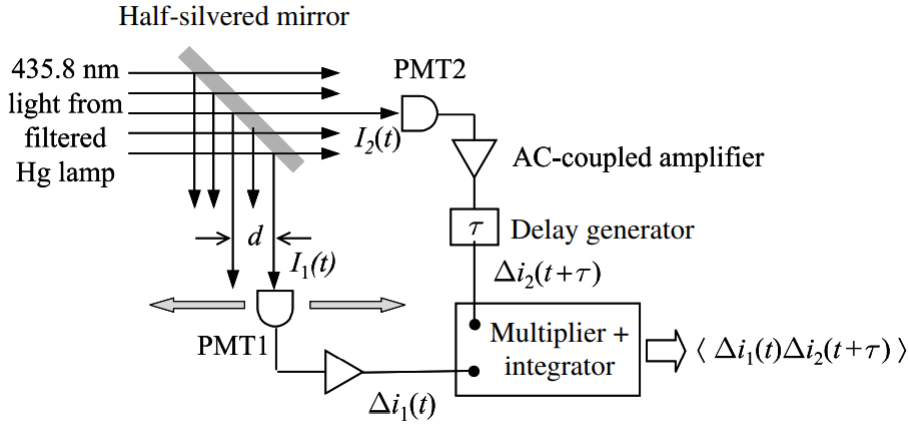 Half-silvered mirror
435.8 nm
light from
filtered
Hg lamp
PMT2
I₂(t)
AC-coupled amplifier
τ
Delay generator
d
I₁(t)
Δi₂(t+τ)
PMT1
Multiplier +
integrator
⟨ Δi₁(t)Δi₂(t+τ) ⟩
Δi₁(t)